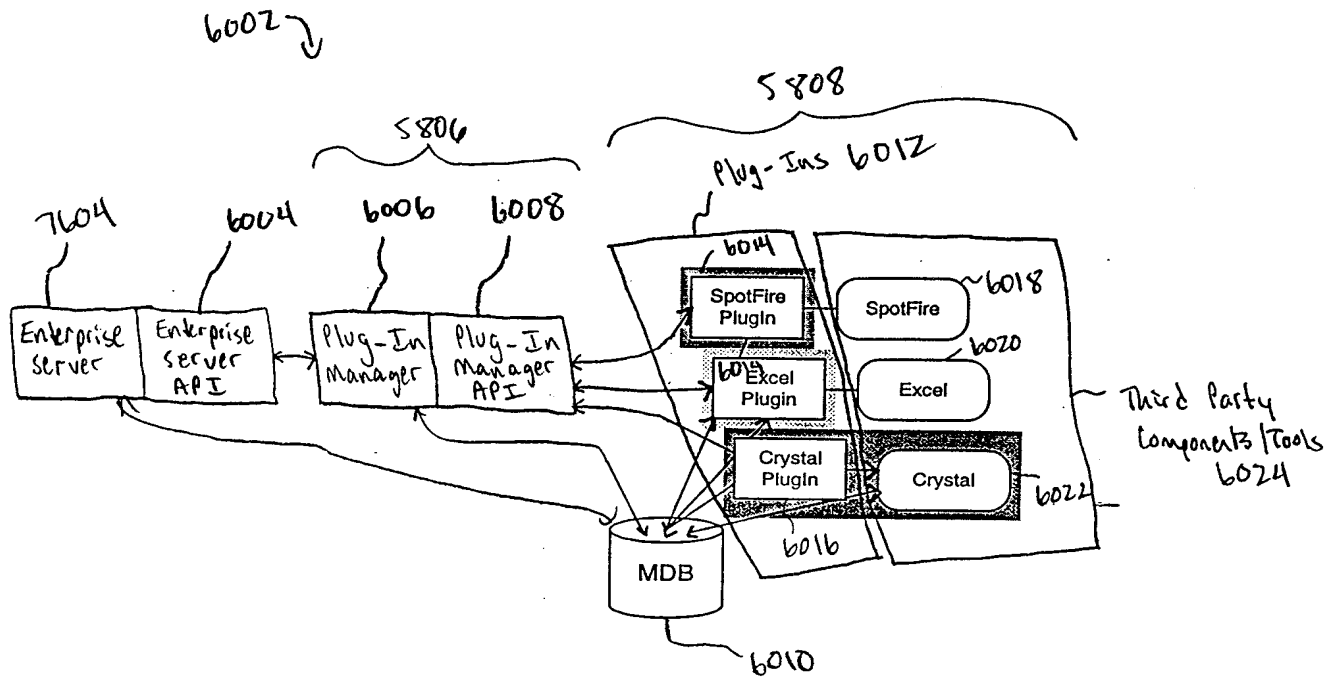 6002
5808
5806
Plug-Ins 6012
7604
6004
6006
6008
6014
6018
SpotFire
PlugIn
SpotFire
Enterprise
server
Enterprise
server
API
Plug-In
Manager
Plug-In
Manager
API
6014
6020
Excel
PlugIn
Excel
Third Party
Components/Tools
6024
Crystal
PlugIn
Crystal
6022
6016
MDB
6010